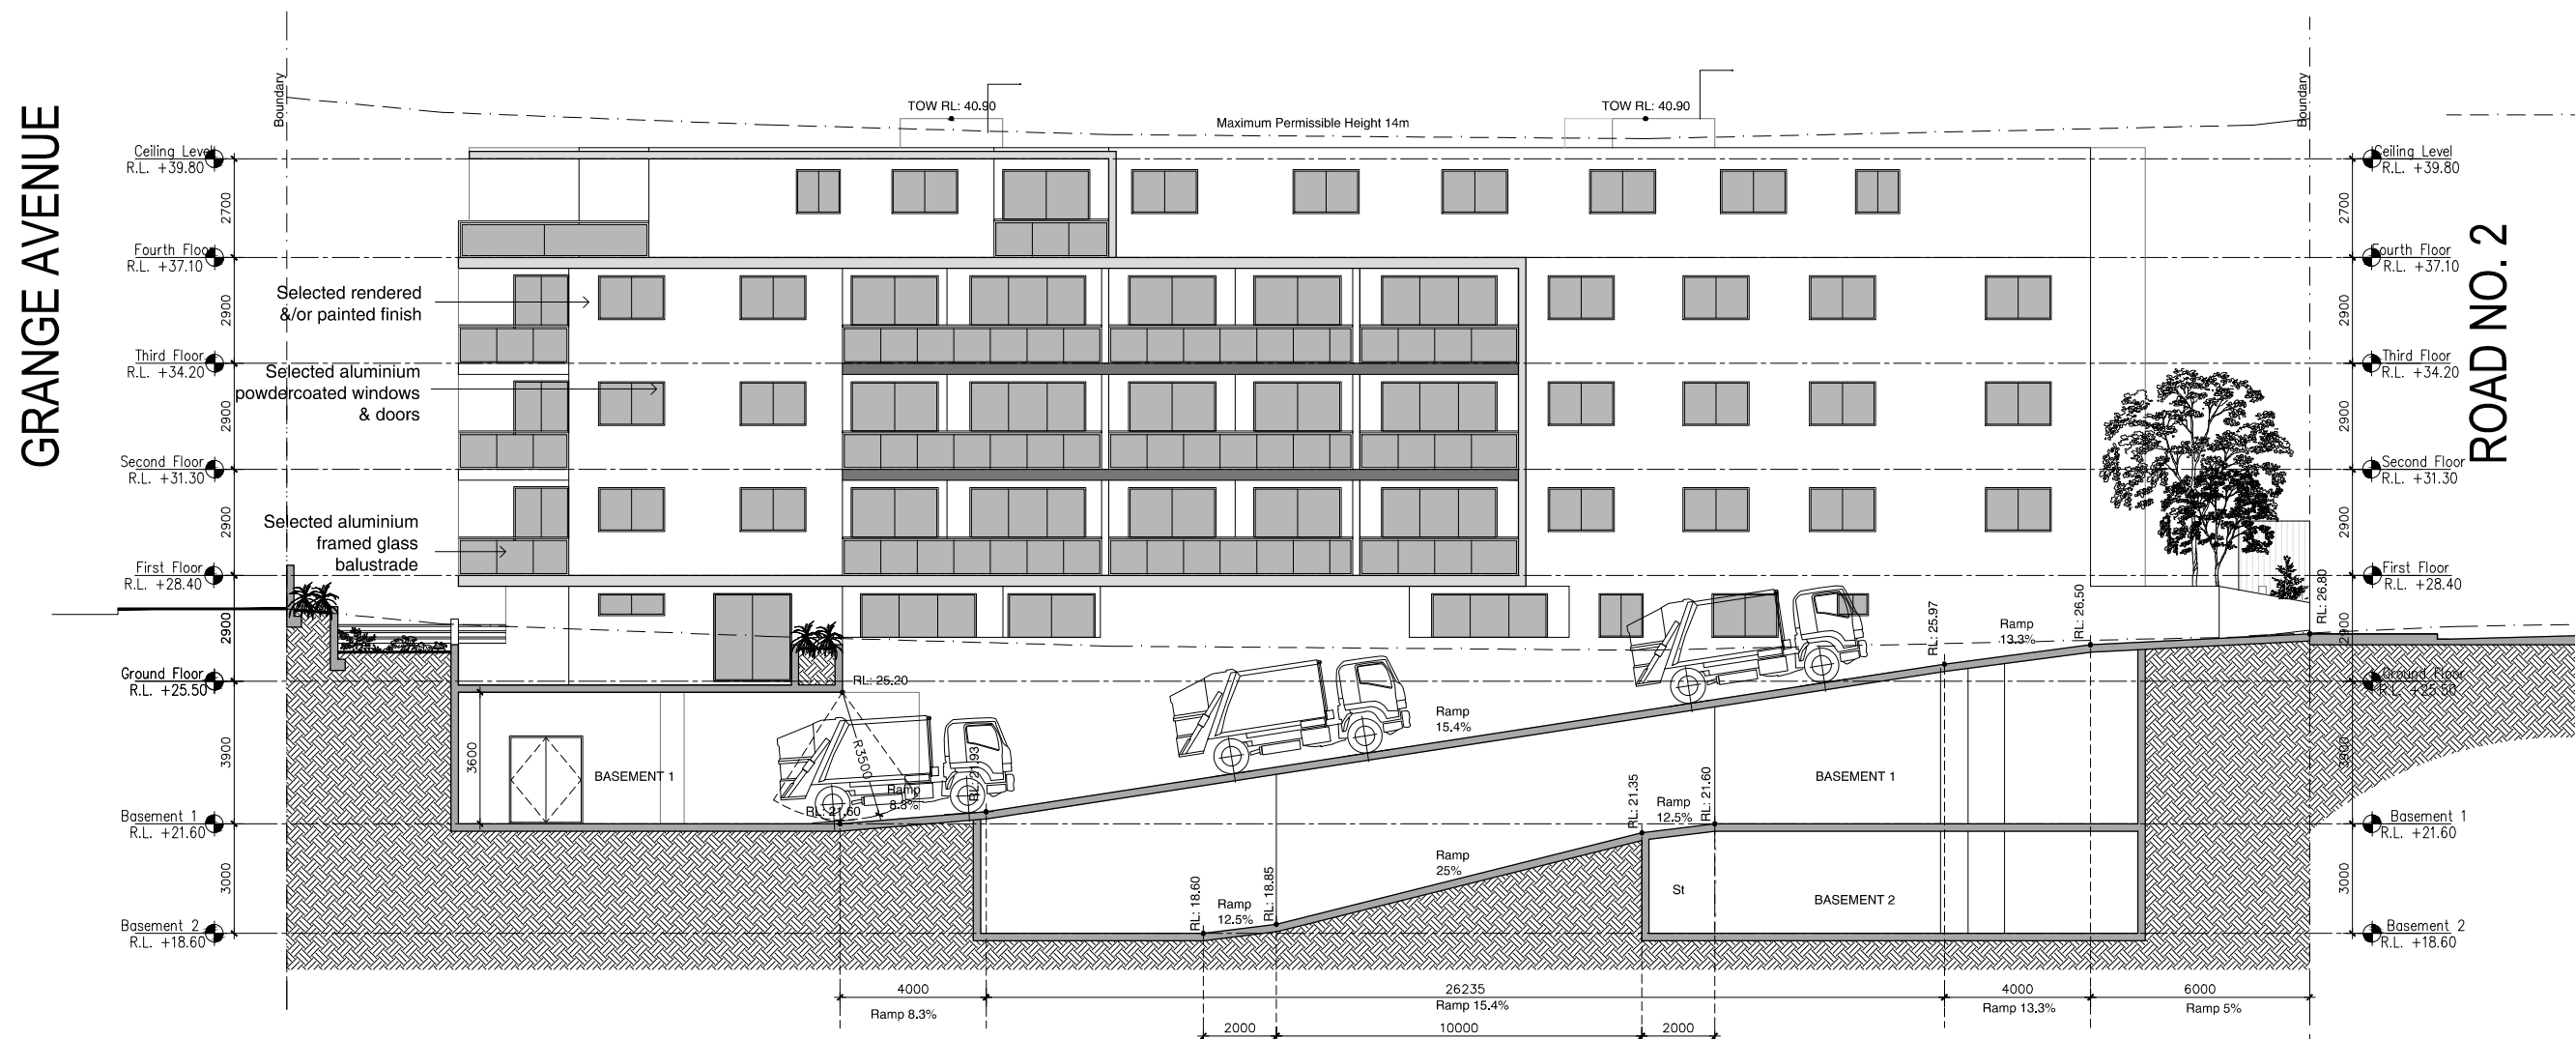 GRANGE AVENUE
Boundary
TOW RL: 40.90
Maximum Permissible Height 14m
TOW RL: 40.90
Boundary
ROAD NO. 2
Ceiling Level
R.L. +39.80
2700
Fourth Floor
R.L. +37.10
2900
Third Floor
R.L. +34.20
2900
Second Floor
R.L. +31.30
2900
First Floor
R.L. +28.40
2900
Ground Floor
R.L. +25.50
3900
Basement 1
R.L. +21.60
3000
Basement 2
R.L. +18.60
Selected rendered
&/or painted finish
Selected aluminium
powdercoated windows
& doors
Selected aluminium
framed glass
balustrade
3600
BASEMENT 1
RL: 25.20
R3500
RL: 21.60
Ramp
8.3%
RL: 21.93
Ramp
15.4%
RL: 18.60
Ramp
12.5%
RL: 18.85
Ramp
25%
RL: 21.35
Ramp
12.5%
RL: 21.60
St
BASEMENT 1
BASEMENT 2
RL: 25.97
Ramp
13.3%
RL: 26.50
RL: 26.80
Ceiling Level
R.L. +39.80
2700
Fourth Floor
R.L. +37.10
2900
Third Floor
R.L. +34.20
2900
Second Floor
R.L. +31.30
2900
First Floor
R.L. +28.40
2900
Ground Floor
R.L. +25.50
3900
Basement 1
R.L. +21.60
3000
Basement 2
R.L. +18.60
4000
Ramp 8.3%
26235
Ramp 15.4%
4000
Ramp 13.3%
6000
Ramp 5%
2000
10000
2000